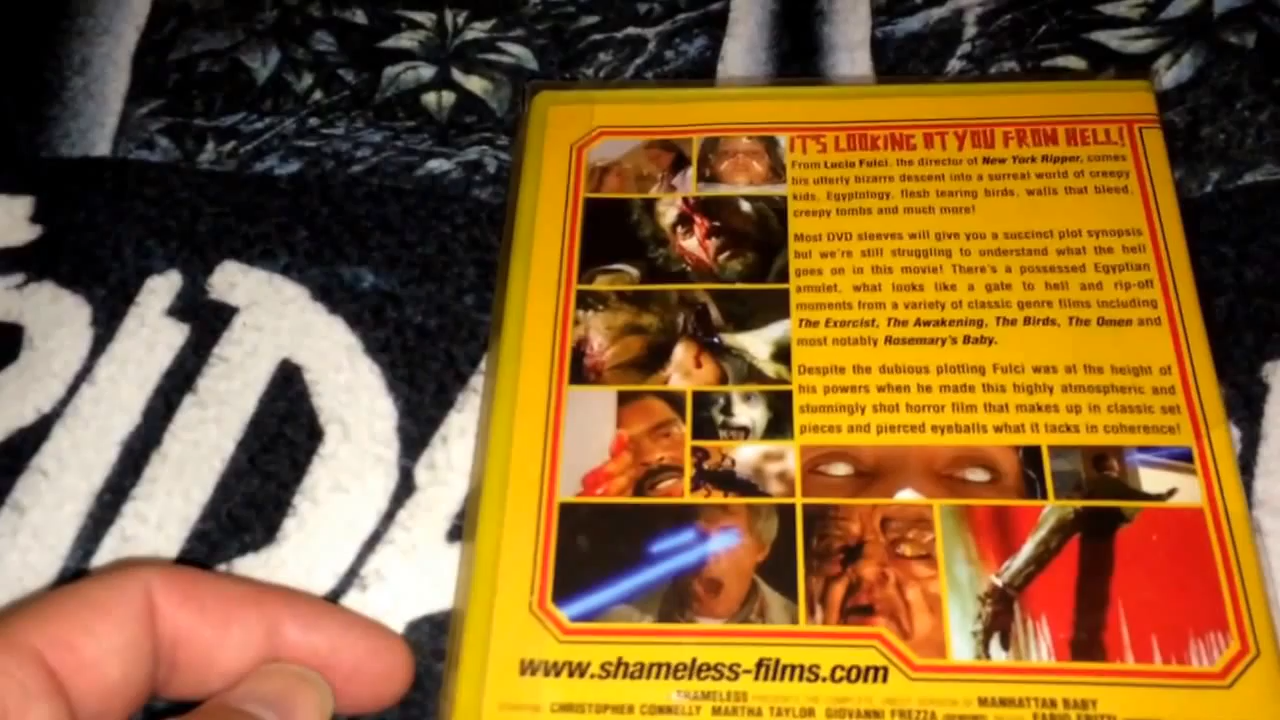 IT'S LOOKING AT YOU FROM HELL!
From Lucio Fulci, the director of New York Ripper, comes
his utterly bizarre descent into a surreal world of creepy
kids, Egyptology, flesh tearing birds, walls that bleed,
creepy tombs and much more!
Most DVD sleeves will give you a succinct plot synopsis
but we're still struggling to understand what the hell
goes on in this movie! There's a possessed Egyptian
amulet, what looks like a gate to hell and rip-off
moments from a variety of classic genre films including
The Exorcist, The Awakening, The Birds, The Omen and
most notably Rosemary's Baby.
Despite the dubious plotting Fulci was at the height of
his powers when he made this highly atmospheric and
stunningly shot horror film that makes up in classic set
pieces and pierced eyeballs what it lacks in coherence!
www.shameless-films.com
SHAMELESS MANHATTAN BABY
CHRISTOPHER CONNELLY MARTHA TAYLOR GIOVANNI FREZZA